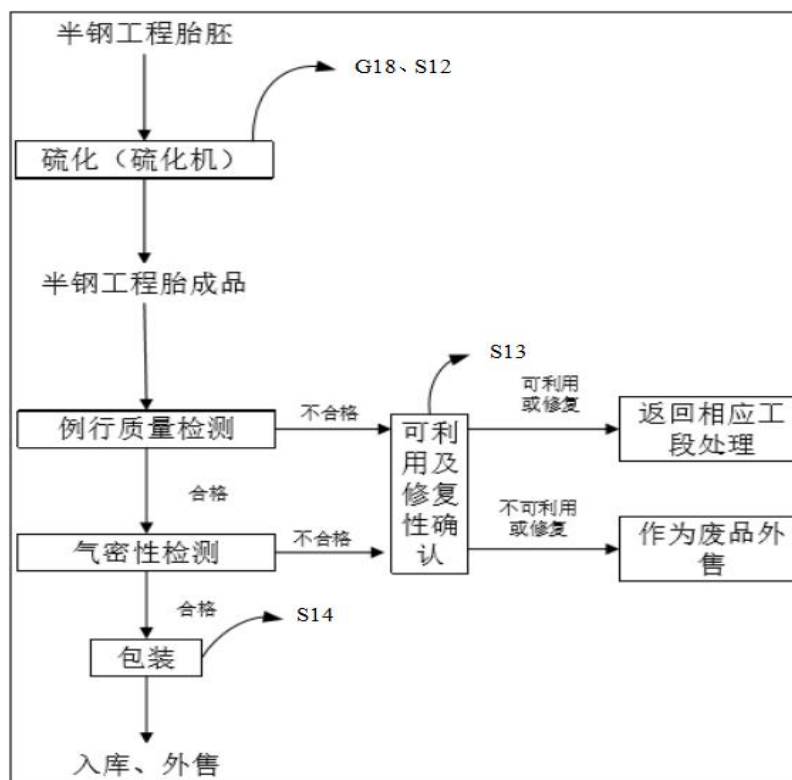 半钢工程胎胚
G18、S12
硫化（硫化机）
半钢工程胎成品
S13
例行质量检测
不合格
可利
用及
修复
性确
认
可利用
或修复
返回相应工
段处理
合格
气密性检测
不合格
不可利用
或修复
作为废品外
售
合格
S14
包装
入库、外售